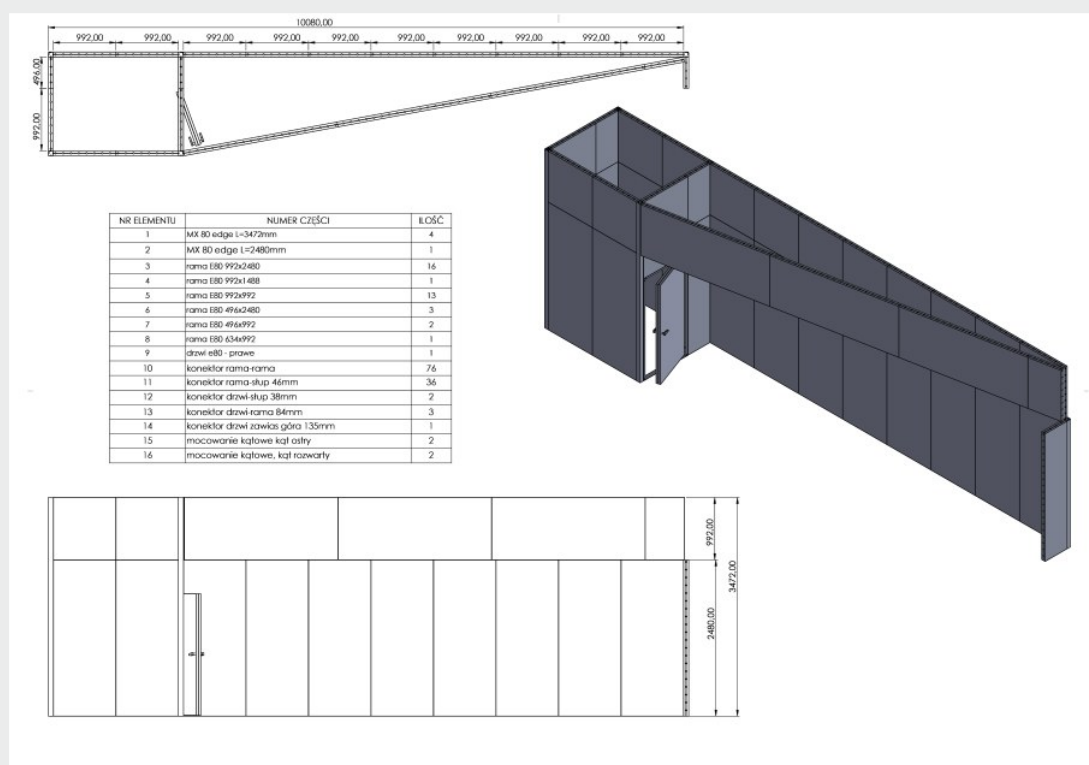 10080,00
992,00 992,00 992,00 992,00 992,00 992,00 992,00 992,00 992,00 992,00
496,00
992,00
NR ELEMENTU NUMER CZĘŚCI ILOŚĆ
1 MX 80 edge L=3472mm 4
2 MX 80 edge L=2480mm 1
3 rama E80 992x2480 16
4 rama E80 992x1488 1
5 rama E80 992x992 13
6 rama E80 496x2480 3
7 rama E80 496x992 2
8 rama E80 634x992 1
9 drzwi e80 - prawe 1
10 konektor rama-rama 76
11 konektor rama-słup 46mm 36
12 konektor drzwi-słup 38mm 2
13 konektor drzwi-rama 84mm 3
14 konektor drzwi zawias góra 135mm 1
15 mocowanie kątowe kąt ostry 2
16 mocowanie kątowe, kąt rozwarty 2
992,00
2480,00
3472,00